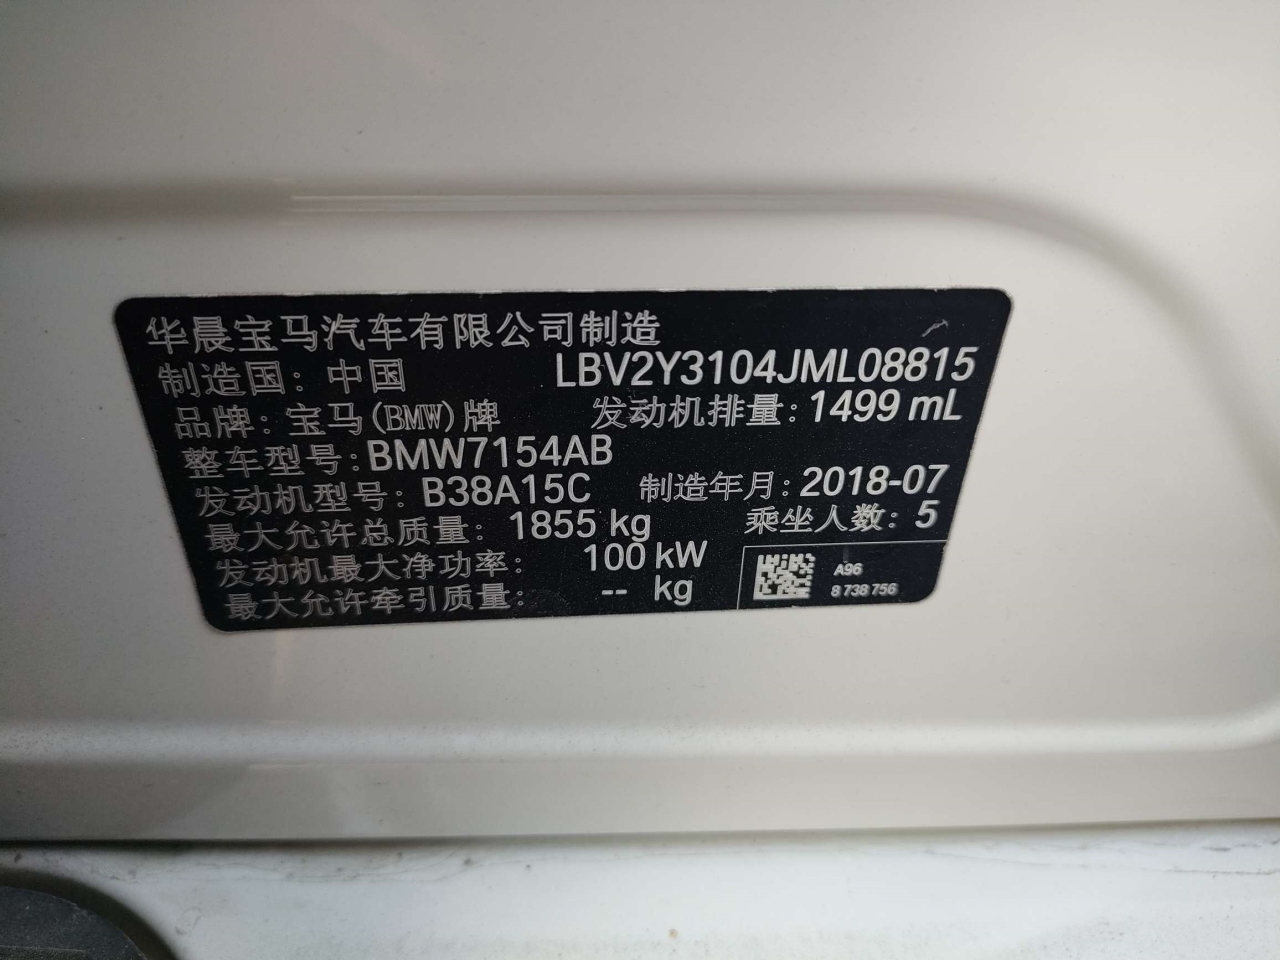 华晨宝马汽车有限公司制造
制造国：中国 LBV2Y3104JML08815
品牌：宝马(BMW)牌 发动机排量：1499 mL
整车型号：BMW7154AB
发动机型号：B38A15C 制造年月：2018-07
最大允许总质量：1855 kg 乘坐人数：5
发动机最大净功率：100 kW
最大允许牵引质量：-- kg
A96
8 738 756